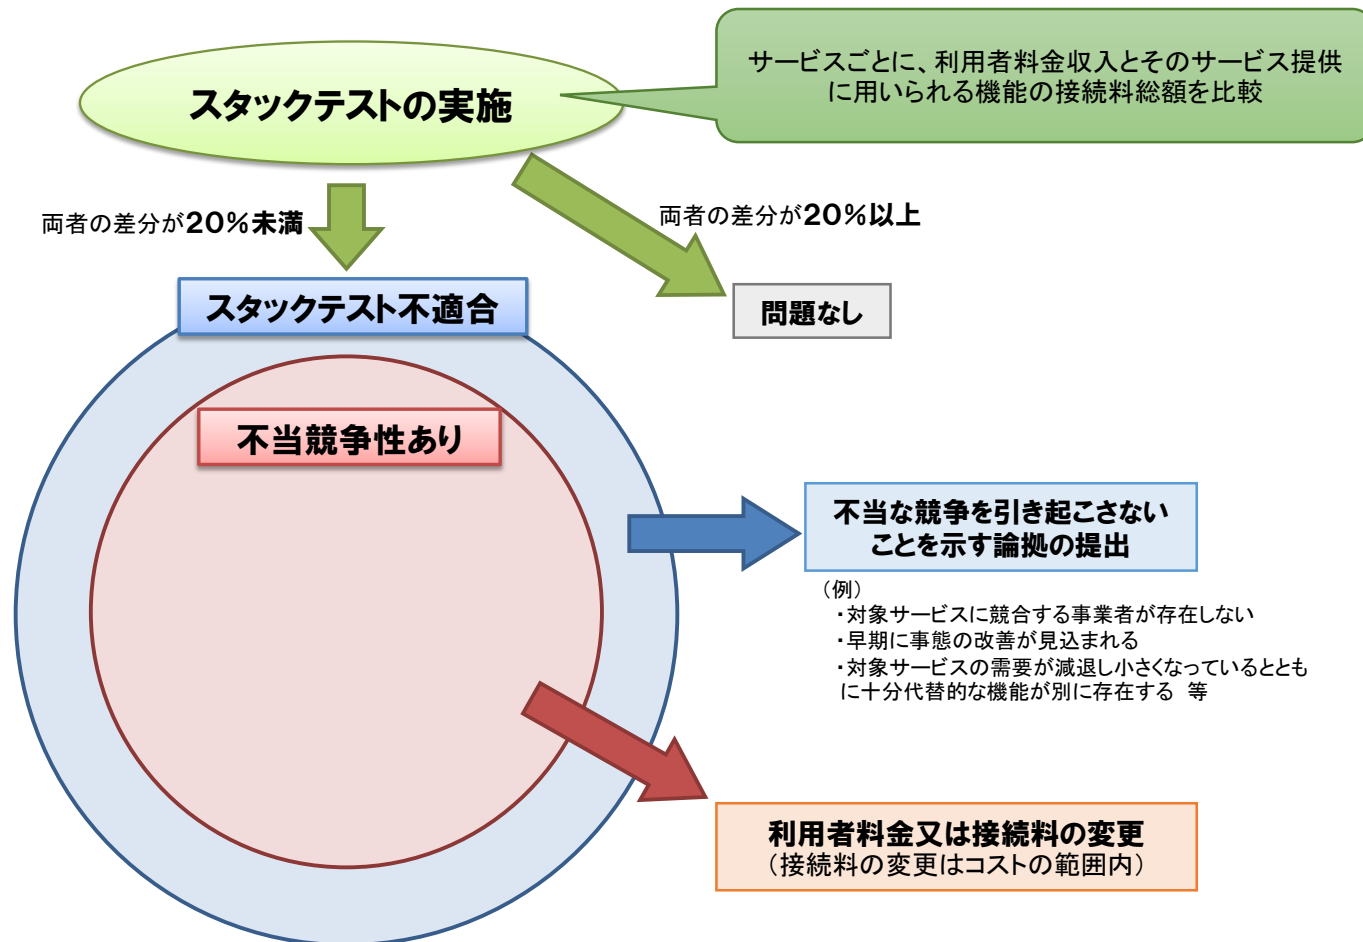 サービスごとに、利用者料金収入とそのサービス提供
に用いられる機能の接続料総額を比較
スタックテストの実施
両者の差分が20%未満
両者の差分が20%以上
スタックテスト不適合
問題なし
不当競争性あり
不当な競争を引き起こさない
ことを示す論拠の提出
（例）
・対象サービスに競合する事業者が存在しない
・早期に事態の改善が見込まれる
・対象サービスの需要が減退し小さくなっているととも
に十分代替的な機能が別に存在する 等
利用者料金又は接続料の変更
（接続料の変更はコストの範囲内）